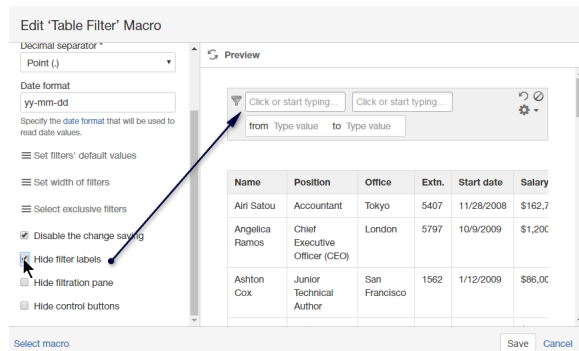 Edit ‘Table Filter’ Macro
Decimal separator *
Point (.)
Date format
yy-mm-dd
Specify the date format that will be used to
read date values.
Set filters' default values
Set width of filters
Select exclusive filters
Disable the change saving
Hide filter labels
Hide filtration pane
Hide control buttons
Preview
Click or start typing... Click or start typing...
from Type value to Type value
Name Position Office Extn. Start date Salary
Airi Satou Accountant Tokyo 5407 11/28/2008 $162,7
Angelica Chief London 5797 10/9/2009 $1,200
Ramos Executive
Officer (CEO)
Ashton Junior San 1562 1/12/2009 $86,00
Cox Technical Francisco
Author
Select macro
Save Cancel